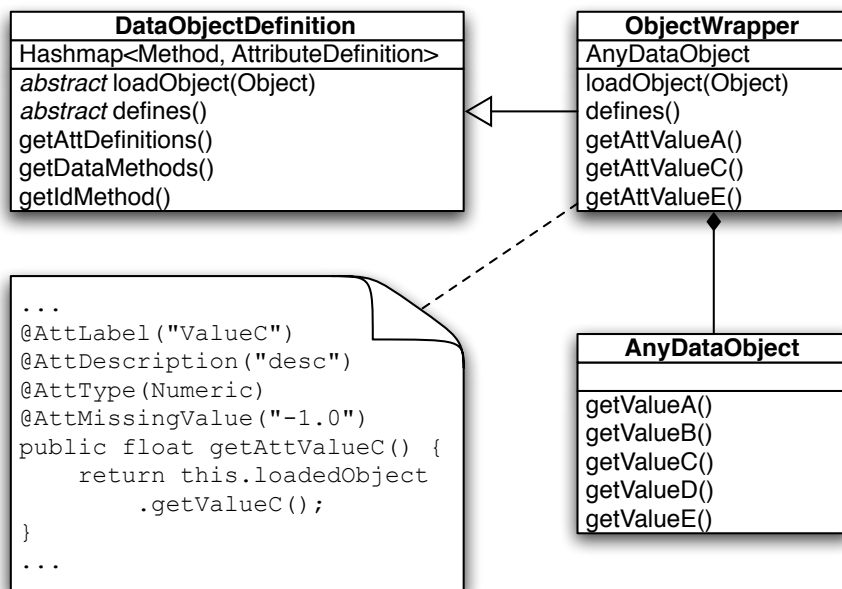 DataObjectDefinition
Hashmap<Method, AttributeDefinition>
abstract loadObject(Object)
abstract defines()
getAttDefinitions()
getDataMethods()
getIdMethod()
ObjectWrapper
AnyDataObject
loadObject(Object)
defines()
getAttValueA()
getAttValueC()
getAttValueE()
...
@AttLabel("ValueC")
@AttDescription("desc")
@AttType(Numeric)
@AttMissingValue("-1.0")
public float getAttValueC() {
    return this.loadedObject
        .getValueC();
}
...
AnyDataObject
getValueA()
getValueB()
getValueC()
getValueD()
getValueE()